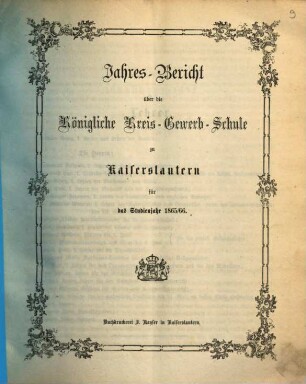 9
Jahres-Bericht
über die
Königliche Kreis-Gewerb-Schule
zu
Kaiserslautern
für
das Studienjahr 1865/66.
Buchdruckerei J. Kayser in Kaiserslautern.